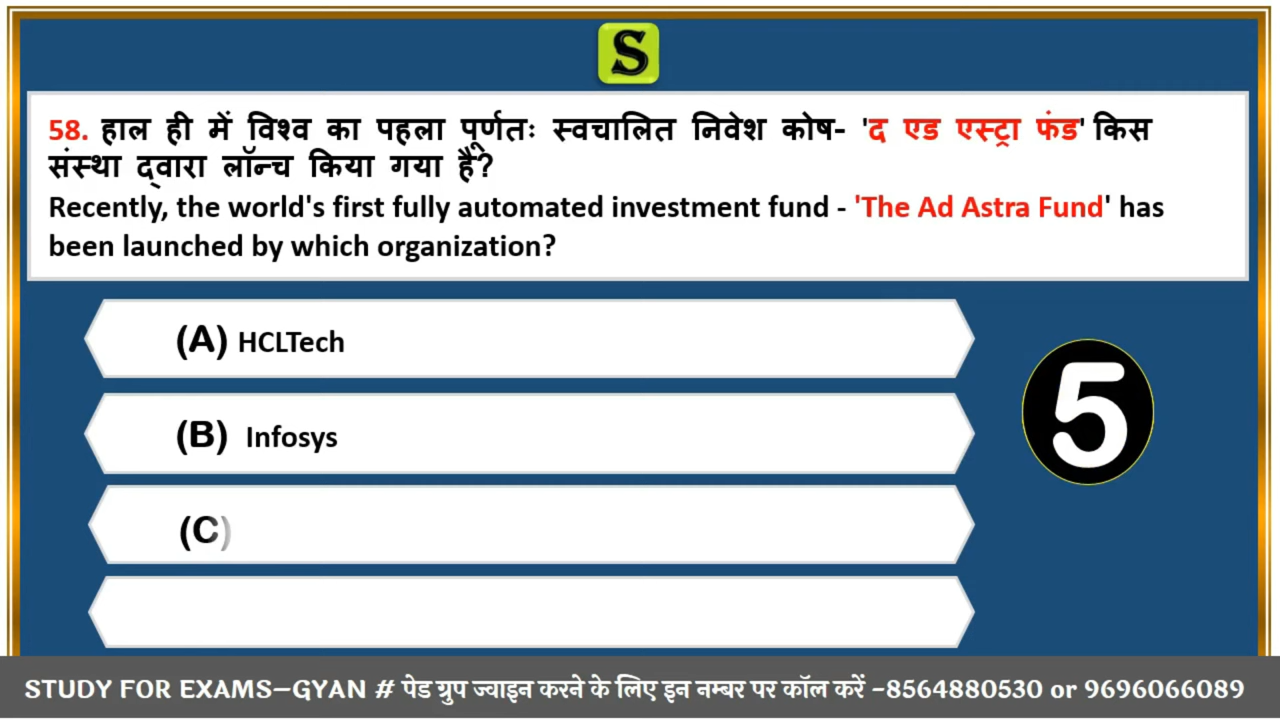 S
58. हाल ही में विश्व का पहला पूर्णतः स्वचालित निवेश कोष- 'द एड एस्ट्रा फंड' किस
संस्था द्वारा लॉन्च किया गया है?
Recently, the world's first fully automated investment fund - 'The Ad Astra Fund' has
been launched by which organization?
(A) HCLTech
(B) Infosys
5
(C)
STUDY FOR EXAMS–GYAN # पेड ग्रुप ज्वाइन करने के लिए इन नम्बर पर कॉल करें –8564880530 or 9696066089